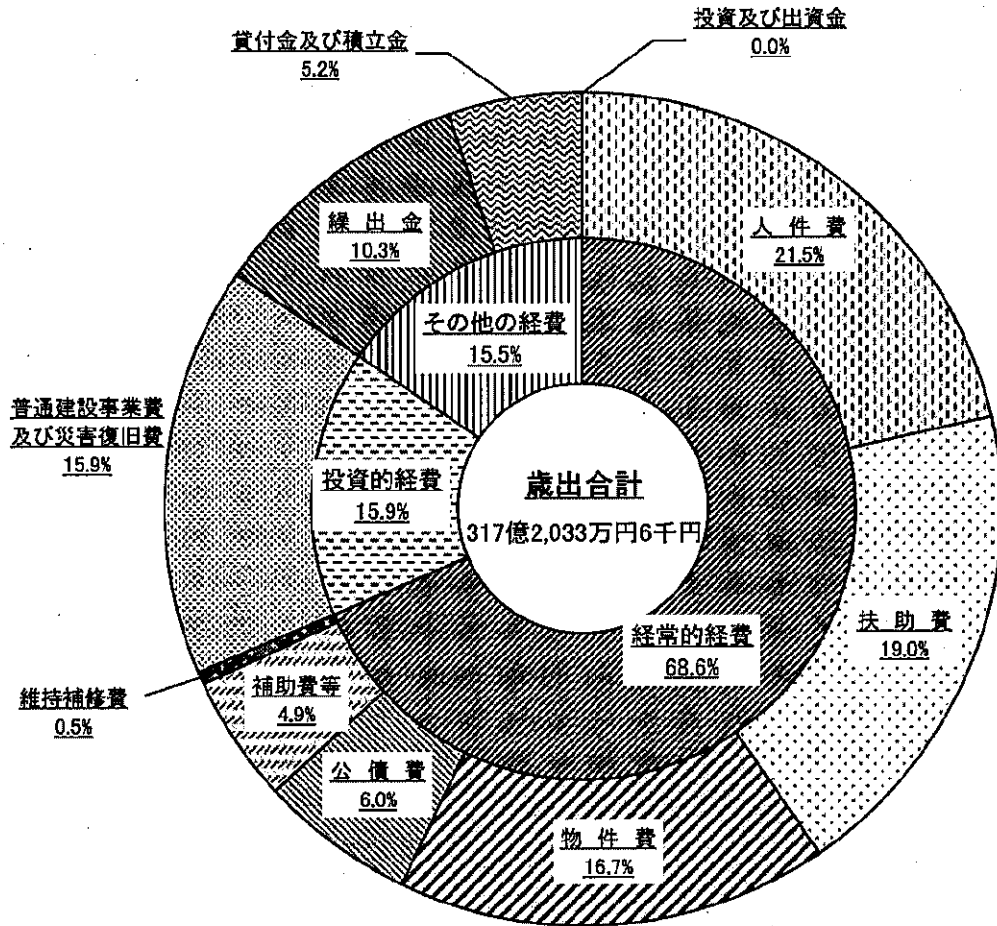 投資及び出資金
0.0%
貸付金及び積立金
5.2%
人 件 費
21.5%
繰 出 金
10.3%
その他の経費
15.5%
普通建設事業費
及び災害復旧費
15.9%
投資的経費
15.9%
歳出合計
317億2,033万円6千円
経常的経費
68.6%
扶 助 費
19.0%
維持補修費
0.5%
補助費等
4.9%
公 債 費
6.0%
物 件 費
16.7%